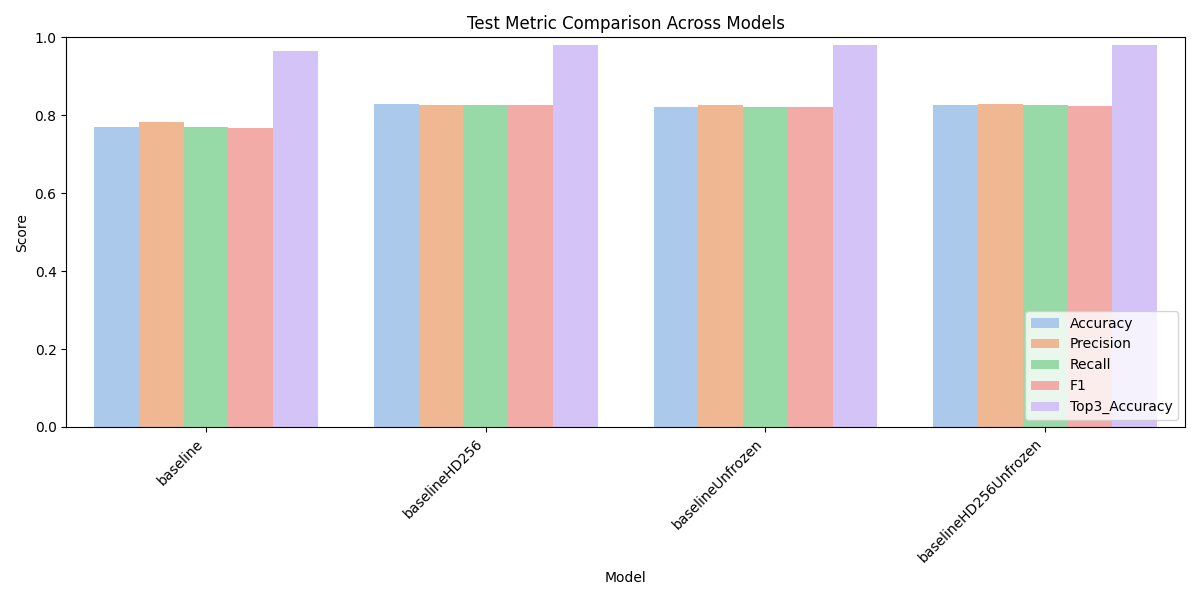 Test Metric Comparison Across Models
1.0
0.8
0.6
0.4
0.2
0.0
Score
Accuracy
Precision
Recall
F1
Top3_Accuracy
baseline
baselineHD256
baselineUnfrozen
baselineHD256Unfrozen
Model